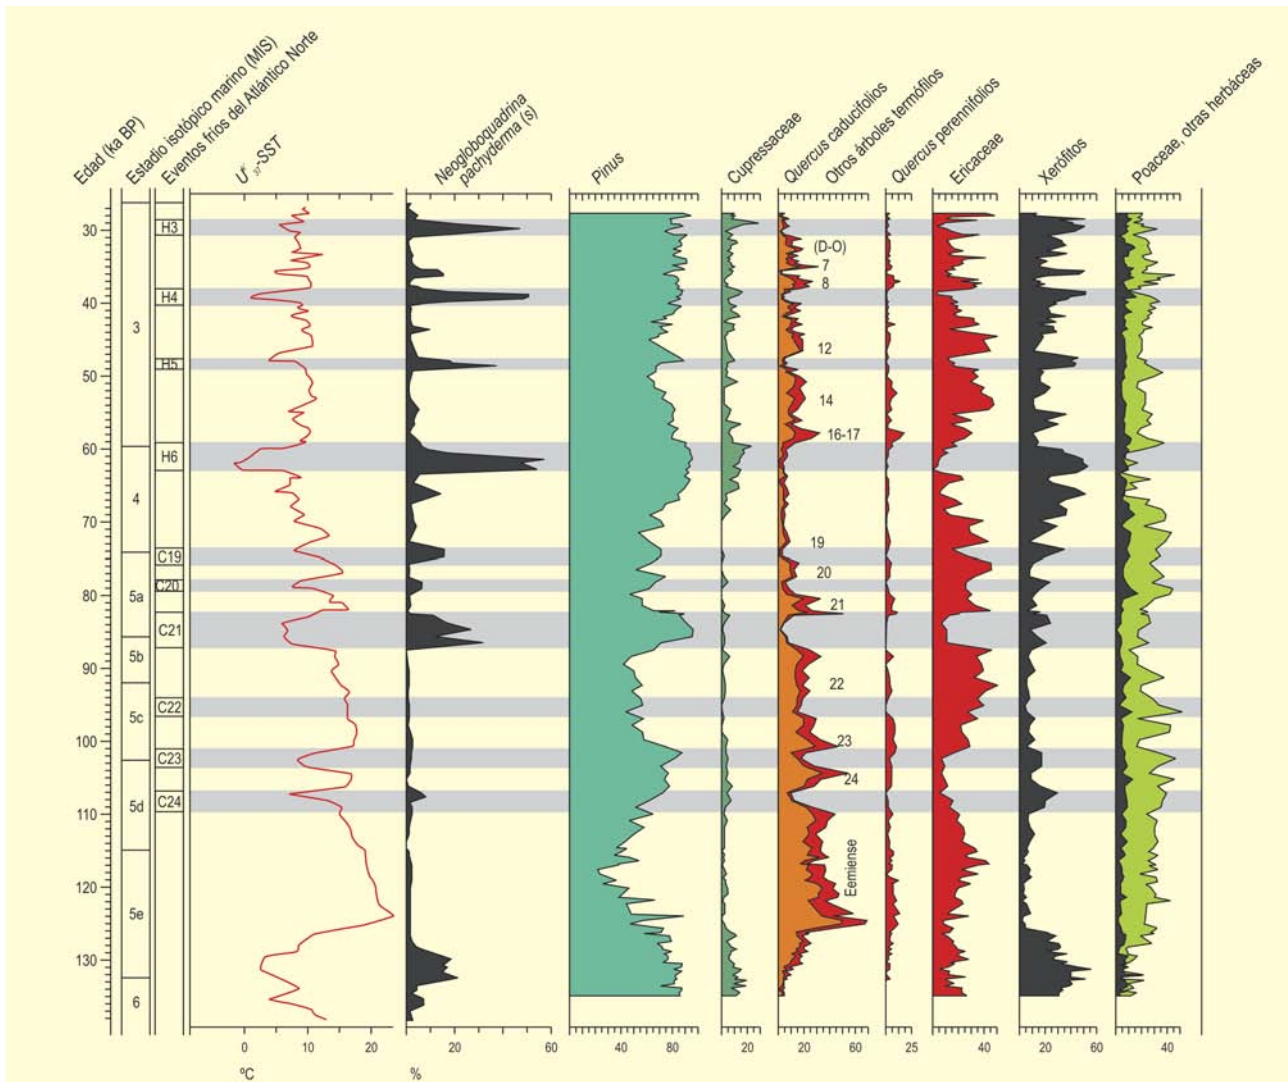 Edad (ka BP)
Estadio isotópico marino (MIS)
Eventos fríos del Atlántico Norte
Uᵏ'₃₇-SST
Neogloboquadrina
pachyderma (s)
Pinus
Cupressaceae
Quercus caducifolios
Otros árboles termófilos
Quercus perennifolios
Ericaceae
Xerófitos
Poaceae, otras herbáceas
30
40
50
60
70
80
90
100
110
120
130
3
4
5a
5b
5c
5d
5e
6
H3
H4
H5
H6
C19
C20
C21
C22
C23
C24
(D-O)
7
8
12
14
16-17
19
20
21
22
23
24
Eemiense
0 10 20
20 60
40 80
20
20 60
25
40
20 60
40
ºC
%